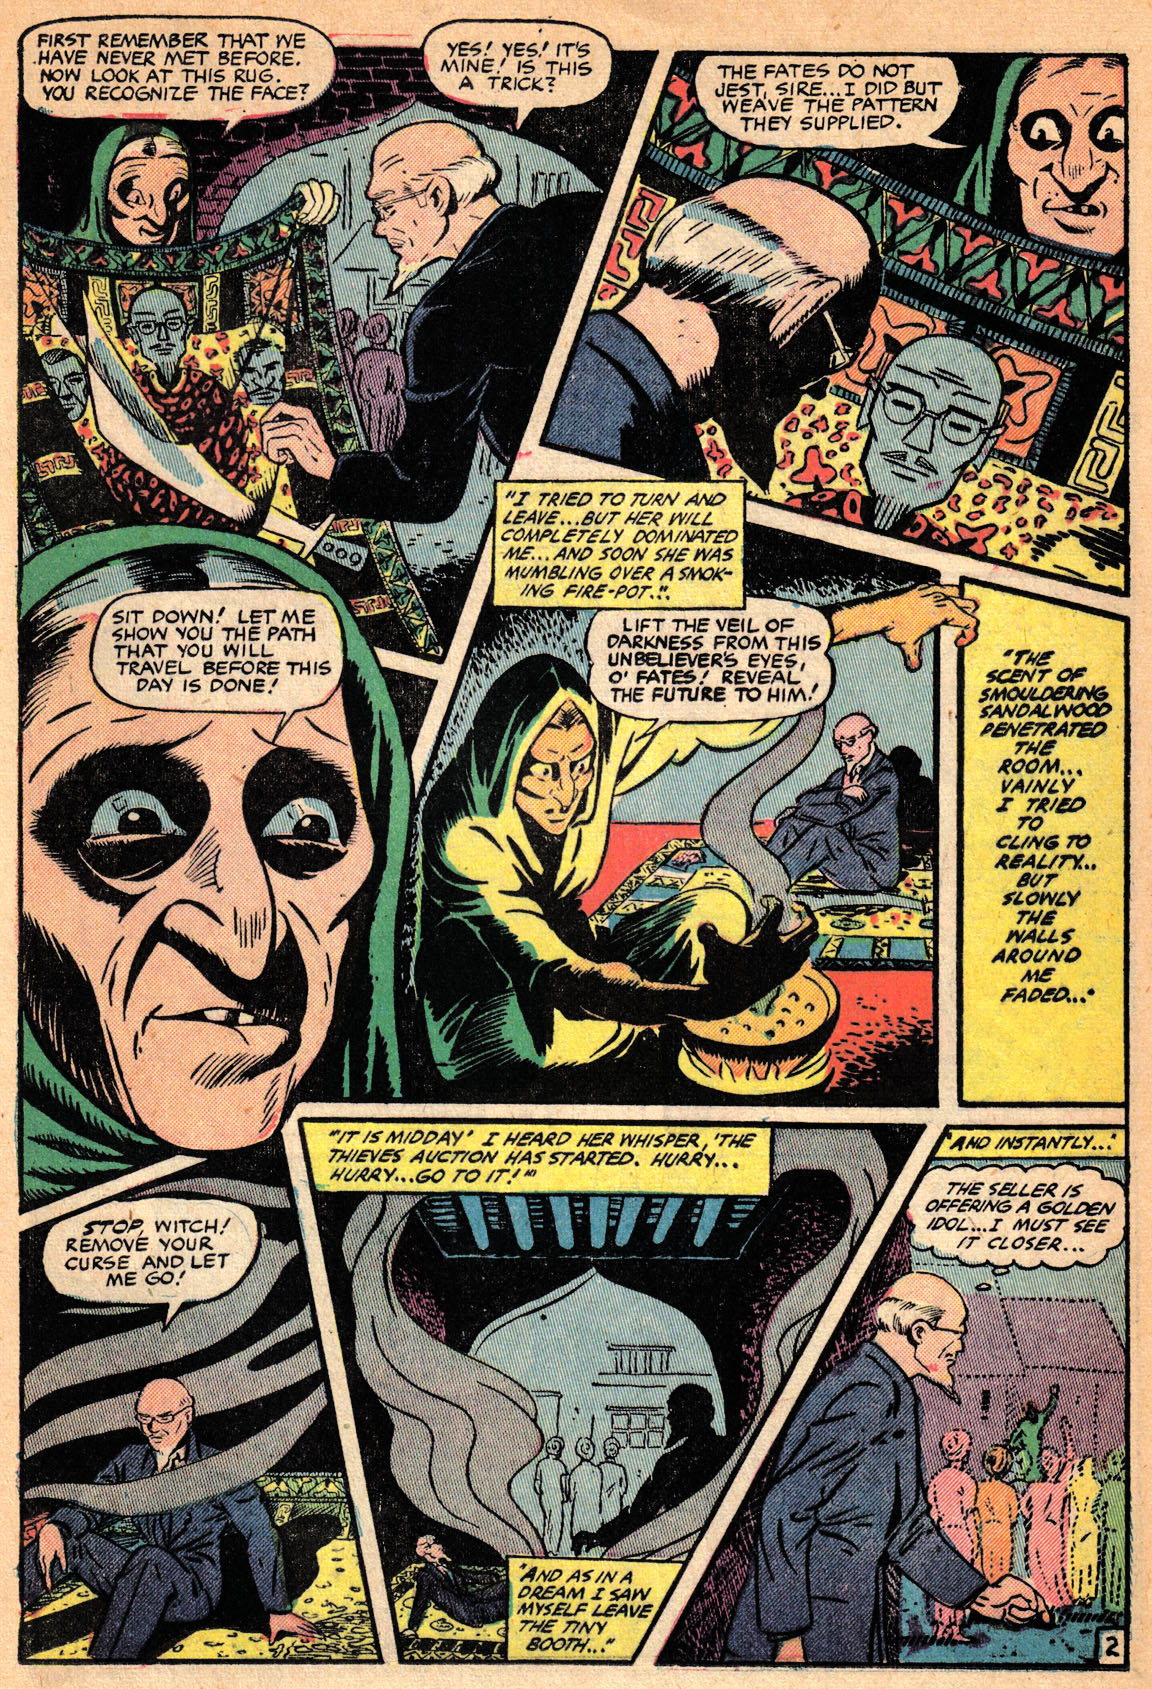 FIRST REMEMBER THAT WE
HAVE NEVER MET BEFORE.
NOW LOOK AT THIS RUG.
YOU RECOGNIZE THE FACE?
YES! YES! IT'S
MINE! IS THIS
A TRICK?
THE FATES DO NOT
JEST, SIRE...I DID BUT
WEAVE THE PATTERN
THEY SUPPLIED.
SIT DOWN! LET ME
SHOW YOU THE PATH
THAT YOU WILL
TRAVEL BEFORE THIS
DAY IS DONE!
"I TRIED TO TURN AND
LEAVE...BUT HER WILL
COMPLETELY DOMINATED
ME...AND SOON SHE WAS
MUMBLING OVER A SMOK-
ING FIRE-POT..."
LIFT THE VEIL OF
DARKNESS FROM THIS
UNBELIEVER'S EYES,
O' FATES! REVEAL
THE FUTURE TO HIM!
"THE
SCENT OF
SMOULDERING
SANDALWOOD
PENETRATED
THE
ROOM...
VAINLY
I TRIED
TO
CLING TO
REALITY...
BUT
SLOWLY
THE
WALLS
AROUND
ME
FADED..."
STOP, WITCH!
REMOVE YOUR
CURSE AND LET
ME GO!
"'IT IS MIDDAY' I HEARD HER WHISPER, 'THE
THIEVES AUCTION HAS STARTED. HURRY...
HURRY...GO TO IT!'"
"AND AS IN A
DREAM I SAW
MYSELF LEAVE
THE TINY
BOOTH..."
"AND INSTANTLY..."
THE SELLER IS
OFFERING A GOLDEN
IDOL...I MUST SEE
IT CLOSER...
2